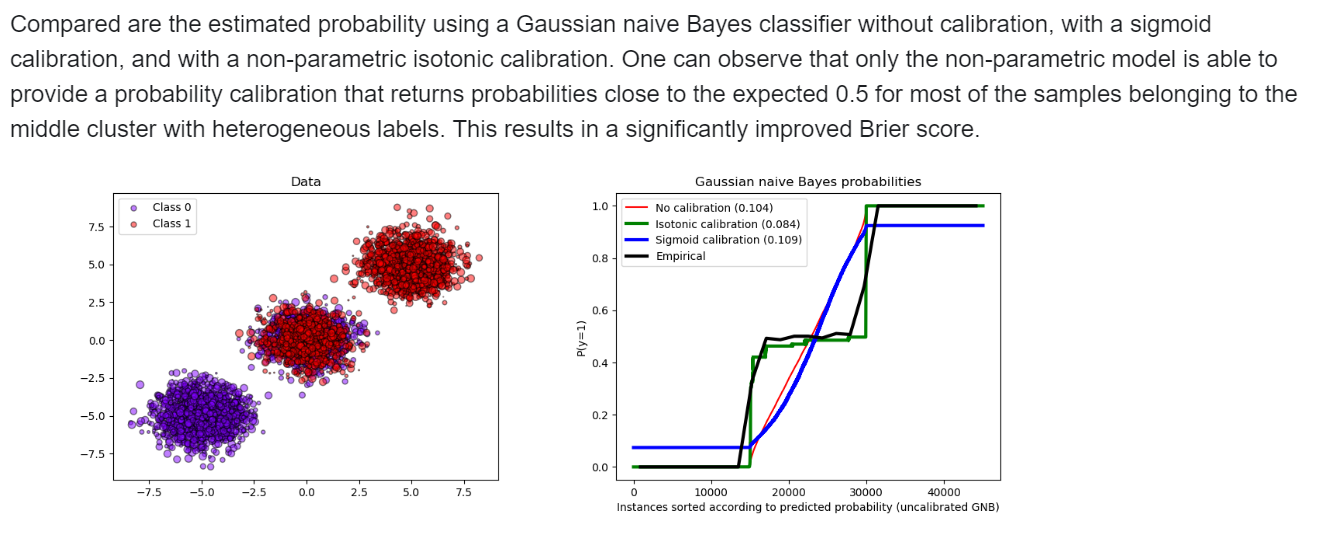 Compared are the estimated probability using a Gaussian naive Bayes classifier without calibration, with a sigmoid
calibration, and with a non-parametric isotonic calibration. One can observe that only the non-parametric model is able to
provide a probability calibration that returns probabilities close to the expected 0.5 for most of the samples belonging to the
middle cluster with heterogeneous labels. This results in a significantly improved Brier score.
Data
Class 0
Class 1
7.5
5.0
2.5
0.0
−2.5
−5.0
−7.5
−7.5 −5.0 −2.5 0.0 2.5 5.0 7.5
Gaussian naive Bayes probabilities
No calibration (0.104)
Isotonic calibration (0.084)
Sigmoid calibration (0.109)
Empirical
P(y=1)
1.0
0.8
0.6
0.4
0.2
0.0
0 10000 20000 30000 40000
Instances sorted according to predicted probability (uncalibrated GNB)